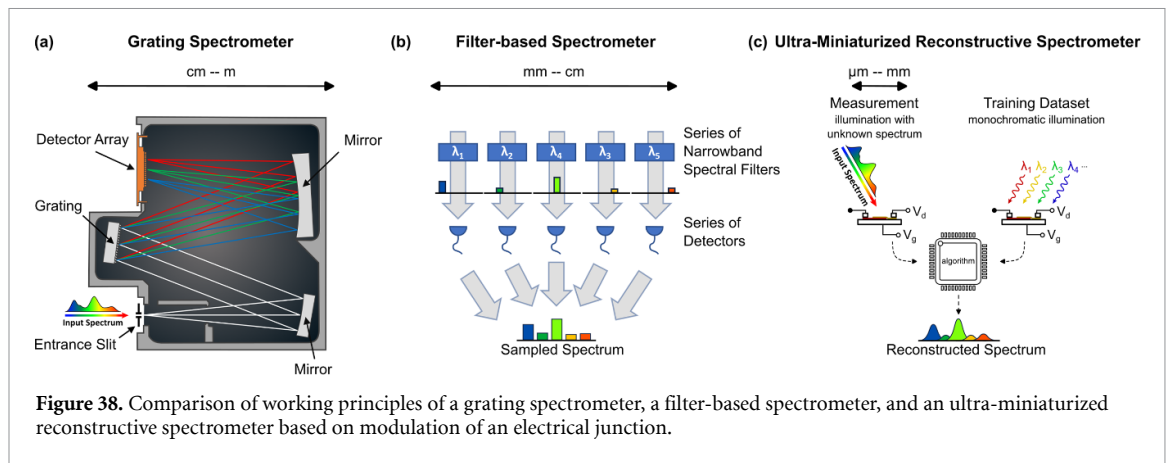 (a) Grating Spectrometer
cm -- m
Detector Array
Mirror
Grating
Input Spectrum
Entrance Slit
Mirror
(b) Filter-based Spectrometer
mm -- cm
λ1 λ2 λ4 λ3 λ5
Series of
Narrowband
Spectral Filters
Series of
Detectors
Sampled Spectrum
(c) Ultra-Miniaturized Reconstructive Spectrometer
μm -- mm
Measurement
illumination with
unknown spectrum
Training Dataset
monochromatic illumination
Input Spectrum
λ1 λ2 λ3 λ4 ...
Vd
Vg
Vd
Vg
algorithm
Reconstructed Spectrum
Figure 38. Comparison of working principles of a grating spectrometer, a filter-based spectrometer, and an ultra-miniaturized
reconstructive spectrometer based on modulation of an electrical junction.